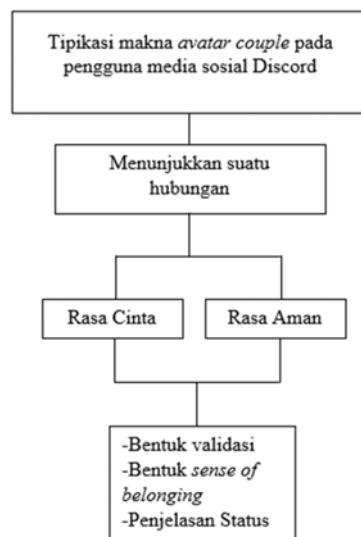 Tipikasi makna avatar couple pada
pengguna media sosial Discord
Menunjukkan suatu
hubungan
Rasa Cinta
Rasa Aman
-Bentuk validasi
-Bentuk sense of
belonging
-Penjelasan Status